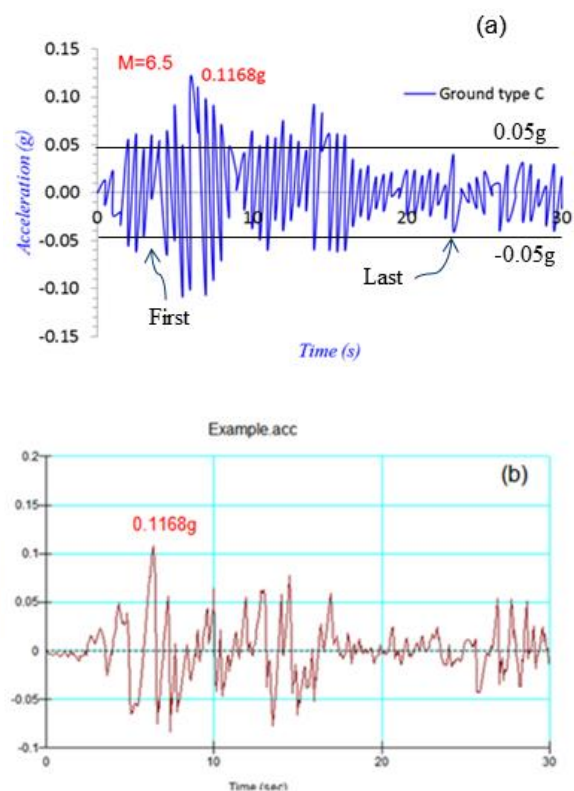 (a)
0.15
M=6.5
0.1168g
0.10
Ground type C
0.05g
0.05
Acceleration (g)
0.00
0 10 20 30
-0.05
-0.05g
Last
-0.10
First
-0.15
Time (s)
Example.acc
0.2
(b)
0.15
0.1168g
0.1
0.05
0
-0.05
-0.1
0 10 20 30
Time (sec)